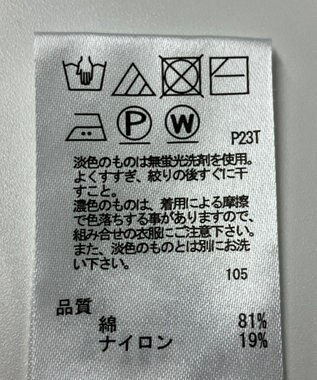 P W P23T
淡色のものは無蛍光洗剤を使用。
よくすすぎ、絞りの後すぐに干
すこと。
濃色のものは、着用による摩擦
で色落ちする事がありますので、
組み合せの衣服にご注意下さい。
また、淡色のものとは別にお洗
い下さい。
105
品質
綿 81%
ナイロン 19%